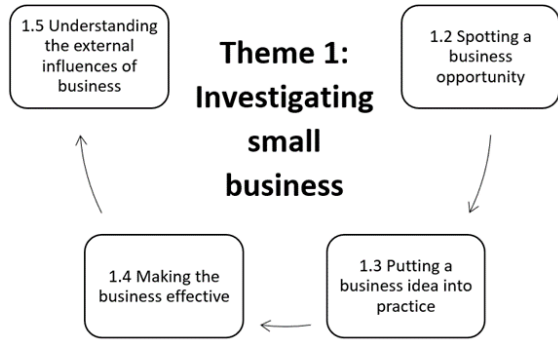 1.5 Understanding
the external
influences of
business
Theme 1:
Investigating
small
business
1.2 Spotting a
business
opportunity
1.4 Making the
business effective
1.3 Putting a
business idea into
practice